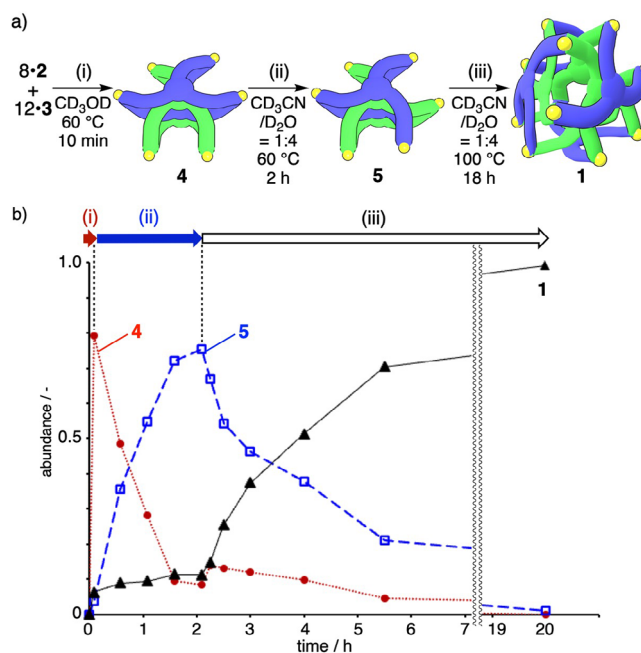 a)
8•2
+
12•3
(i)
CD3OD
60 °C
10 min
4
(ii)
CD3CN
/D2O
= 1:4
60 °C
2 h
5
(iii)
CD3CN
/D2O
= 1:4
100 °C
18 h
1
b)
(i)
(ii)
(iii)
1.0
0.5
0
abundance / -
4
5
1
0
1
2
3
4
5
6
7
19
20
time / h